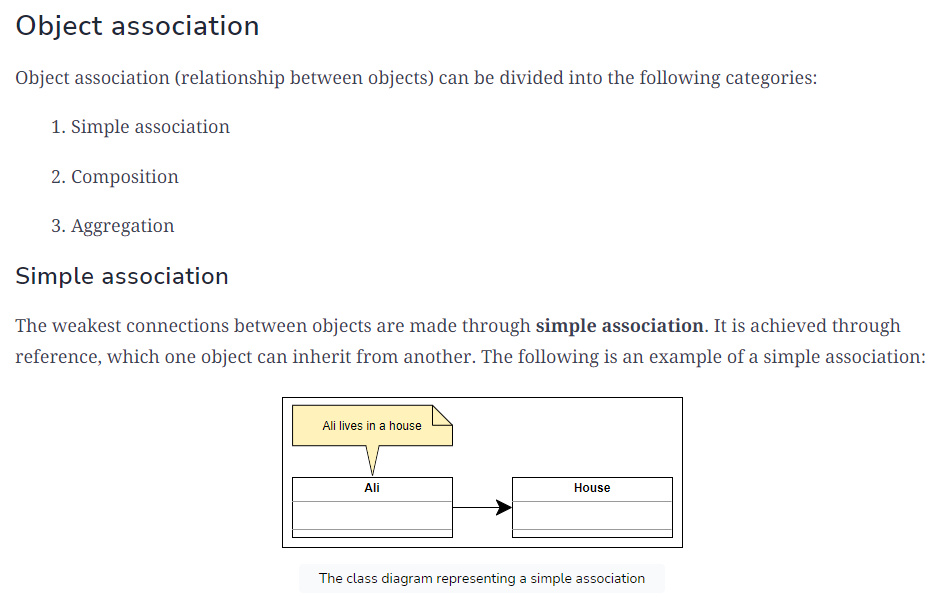 Object association
Object association (relationship between objects) can be divided into the following categories:
1. Simple association
2. Composition
3. Aggregation
Simple association
The weakest connections between objects are made through simple association. It is achieved through
reference, which one object can inherit from another. The following is an example of a simple association:
Ali lives in a house
Ali
House
The class diagram representing a simple association